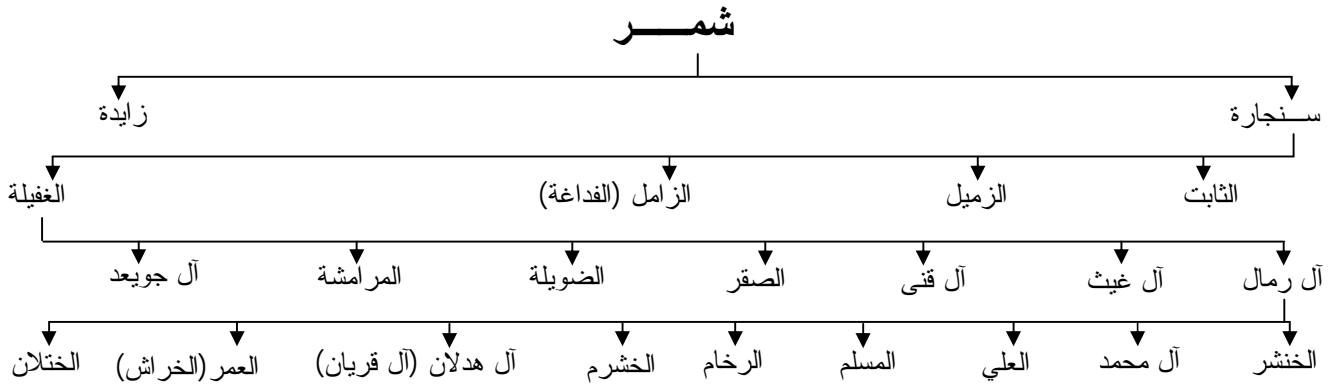 شمـــر
سـنجارة زايدة
الثابت الزميل الزامل (الفداغة) الغفيلة
آل رمال آل غيث آل قنى الصقر الضويلة المرامشة آل جويعد
الخنشر آل محمد العلي المسلم الرخام الخشرم آل هدلان (آل قريان) العمر (الخراش) الختلان